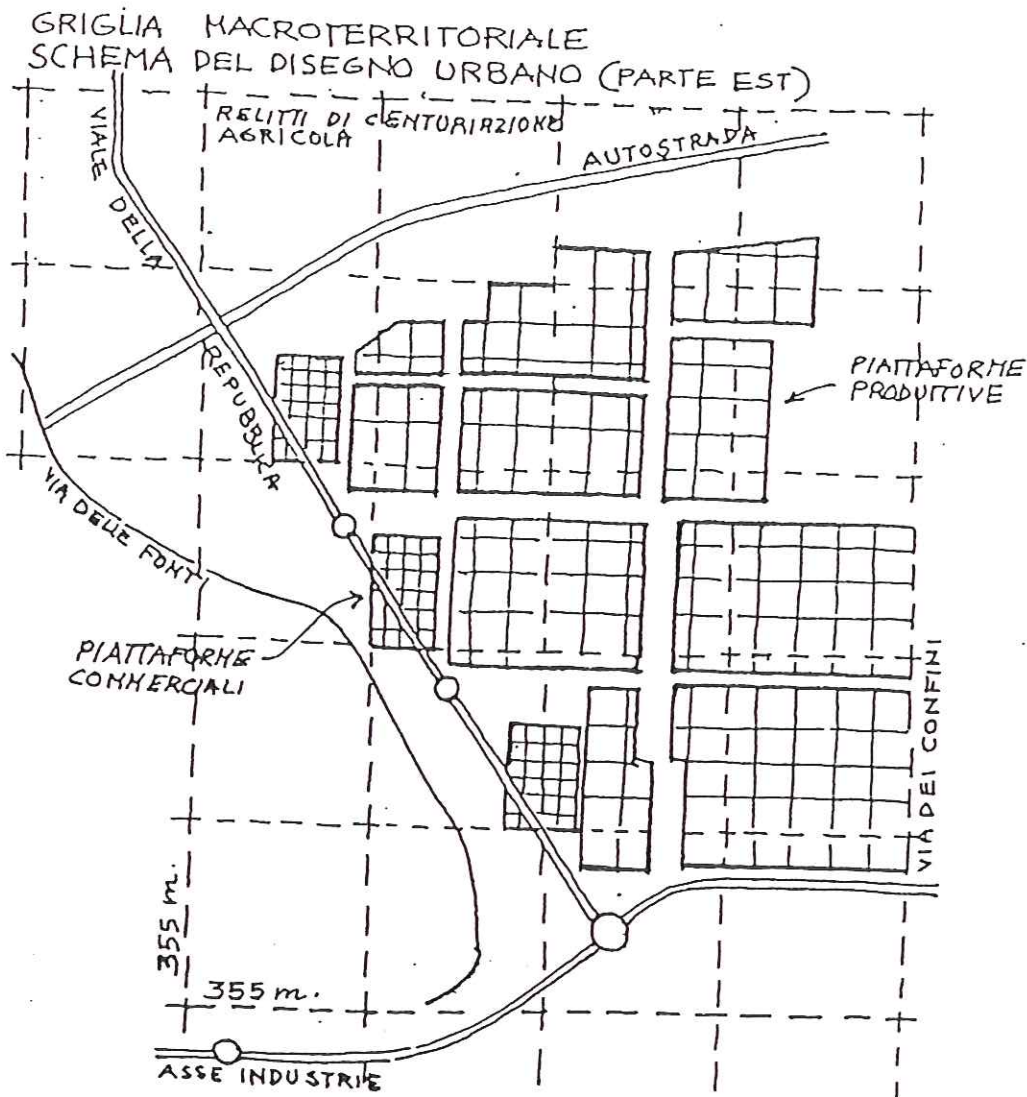 GRIGLIA MACROTERRITORIALE
SCHEMA DEL DISEGNO URBANO (PARTE EST)
RELITTI DI CENTURIAZIONE
AGRICOLA
AUTOSTRADA
VIALE DELLA REPUBBLICA
PIATTAFORME
PRODUTTIVE
VIA DELLE FONTI
PIATTAFORME
COMMERCIALI
VIA DEI CONFINI
355 m.
355 m.
ASSE INDUSTRIE